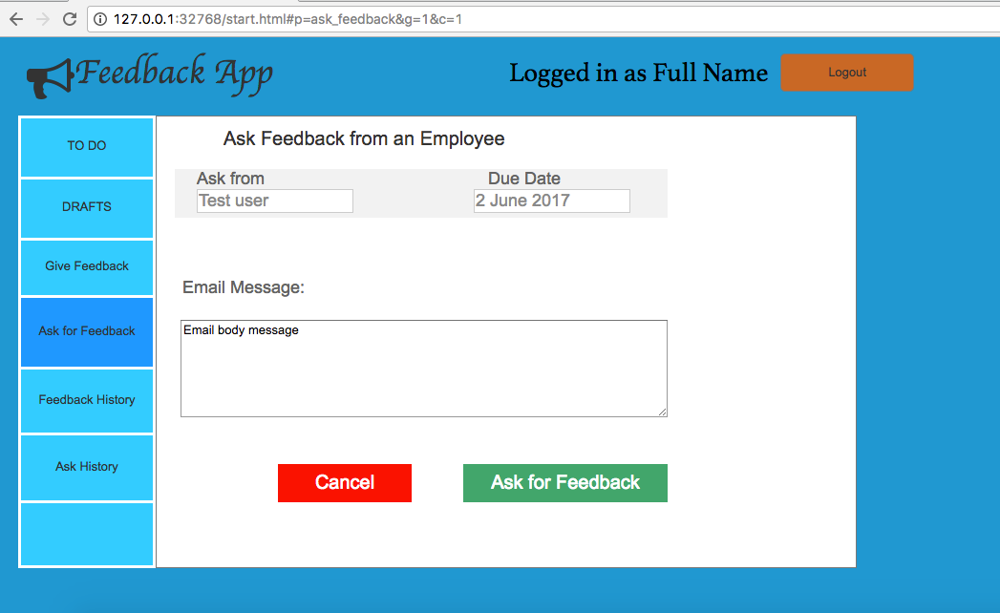 127.0.0.1:32768/start.html#p=ask_feedback&g=1&c=1
Feedback App
Logged in as Full Name
Logout
TO DO
DRAFTS
Give Feedback
Ask for Feedback
Feedback History
Ask History
Ask Feedback from an Employee
Ask from Due Date
Test user 2 June 2017
Email Message:
Email body message
Cancel Ask for Feedback